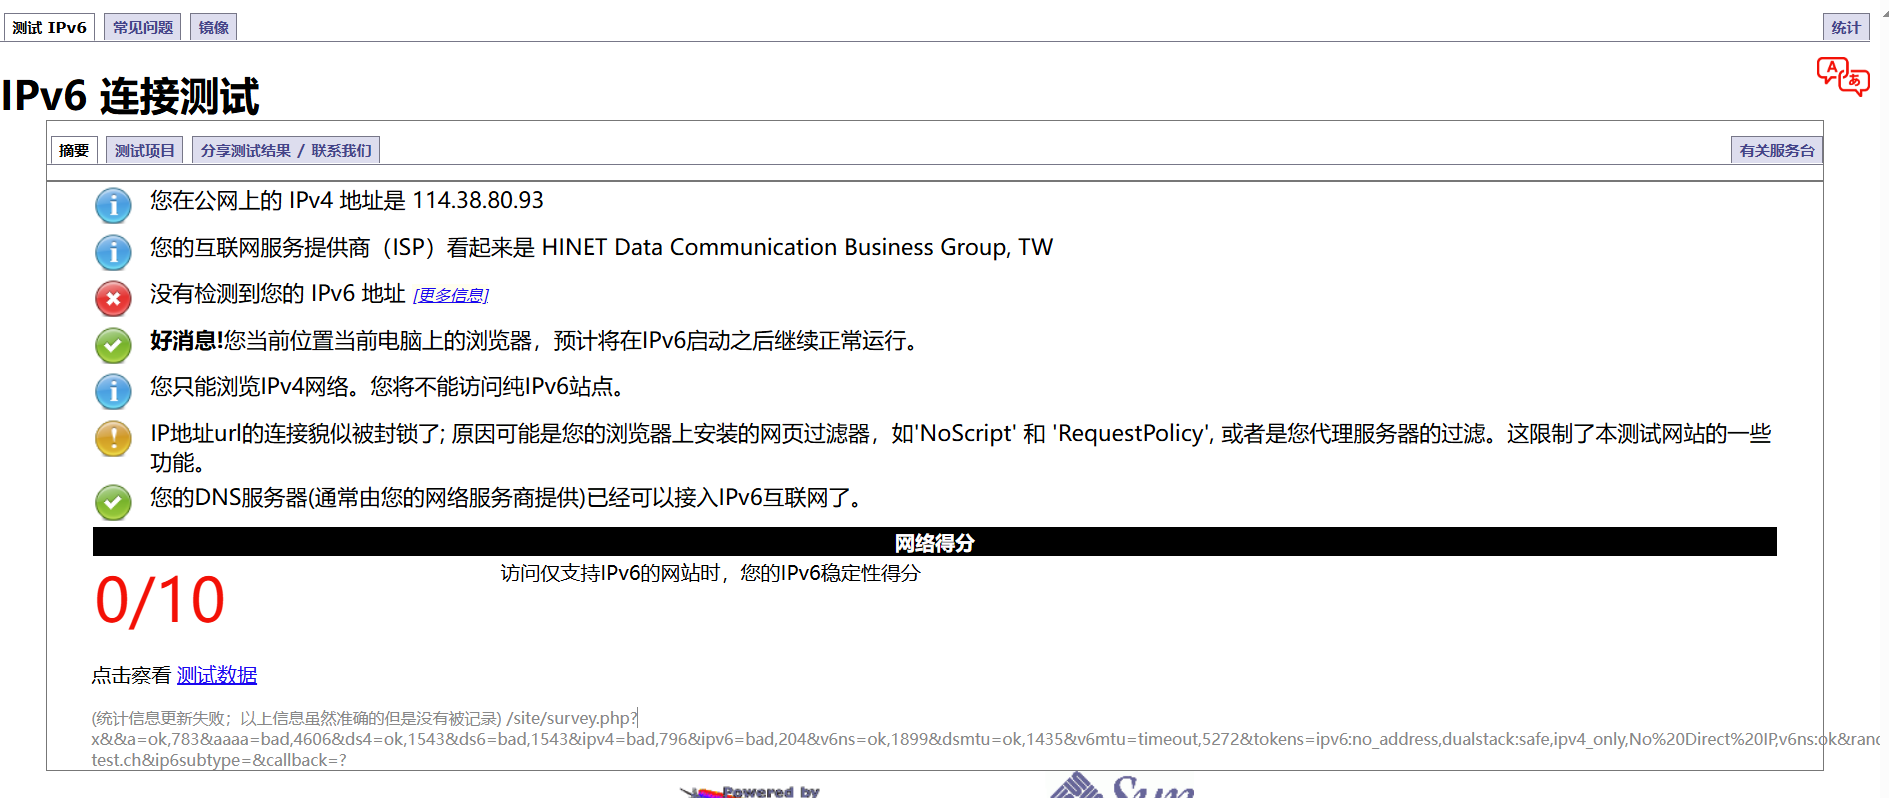 测试 IPv6 常见问题 镜像 统计
IPv6 连接测试
摘要 测试项目 分享测试结果 / 联系我们 有关服务台
您在公网上的 IPv4 地址是 114.38.80.93
您的互联网服务提供商（ISP）看起来是 HINET Data Communication Business Group, TW
没有检测到您的 IPv6 地址 [更多信息]
好消息!您当前位置当前电脑上的浏览器，预计将在IPv6启动之后继续正常运行。
您只能浏览IPv4网络。您将不能访问纯IPv6站点。
IP地址url的连接貌似被封锁了; 原因可能是您的浏览器上安装的网页过滤器，如'NoScript' 和 'RequestPolicy', 或者是您代理服务器的过滤。这限制了本测试网站的一些
功能。
您的DNS服务器(通常由您的网络服务商提供)已经可以接入IPv6互联网了。
网络得分
0/10 访问仅支持IPv6的网站时，您的IPv6稳定性得分
点击察看 测试数据
(统计信息更新失败；以上信息虽然准确的但是没有被记录) /site/survey.php?
x&&a=ok,783&aaaa=bad,4606&ds4=ok,1543&ds6=bad,1543&ipv4=bad,796&ipv6=bad,204&v6ns=ok,1899&dsmtu=ok,1435&v6mtu=timeout,5272&tokens=ipv6:no_address,dualstack:safe,ipv4_only,No%20Direct%20IP,v6ns:ok&ran
test.ch&ip6subtype=&callback=?
Powered by
Sun